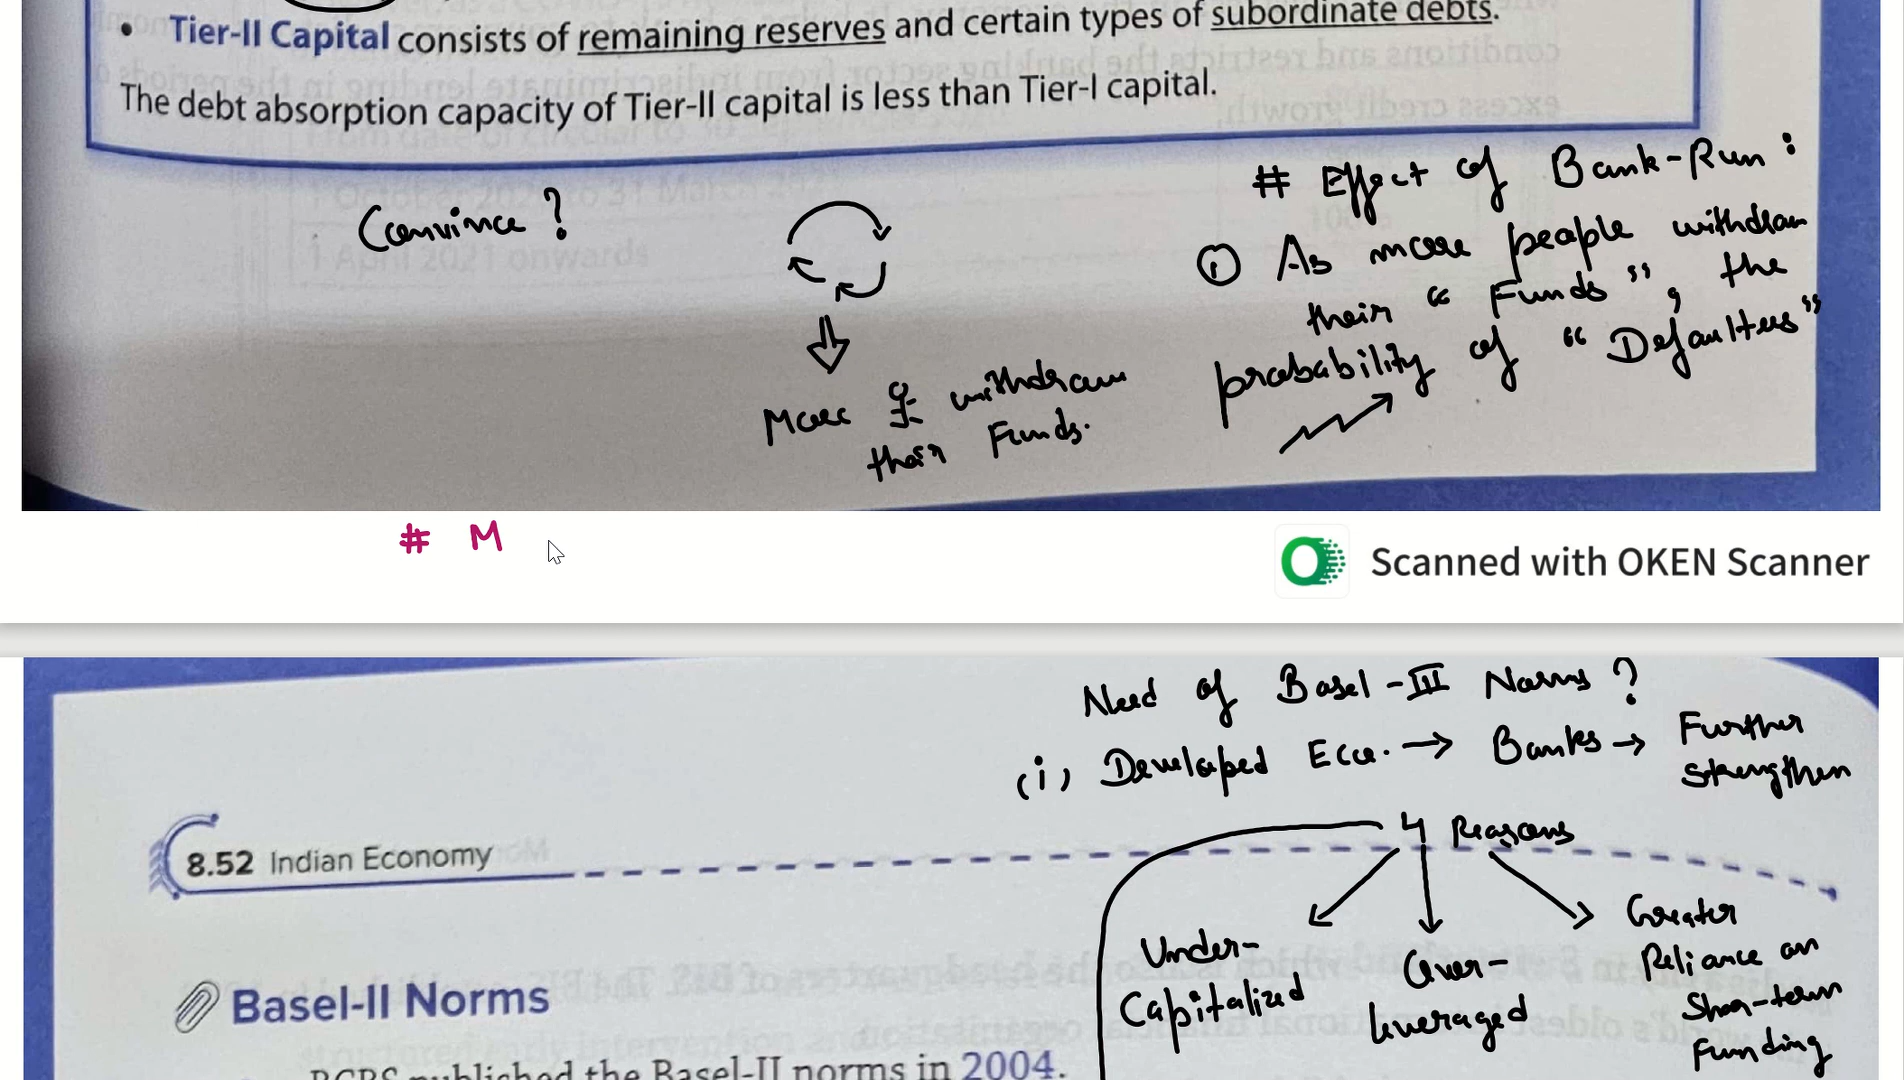 • Tier-II Capital consists of remaining reserves and certain types of subordinate debts.
The debt absorption capacity of Tier-II capital is less than Tier-I capital.
Convince ?
More withdraw
their Funds.
# Effect of Bank-Run :
① As more people withdraw
their “ Funds ” , the
probability of “ Defaulters ”
# M
Scanned with OKEN Scanner
Need of Basel-III Norms ?
(i) Developed Eco. → Banks → Further
Strengthen
4 Reasons
Under-
Capitalized
Over-
leveraged
Greater
Reliance on
Short-term
Funding
8.52 Indian Economy
Basel-II Norms
BCBS published the Basel-II norms in 2004.